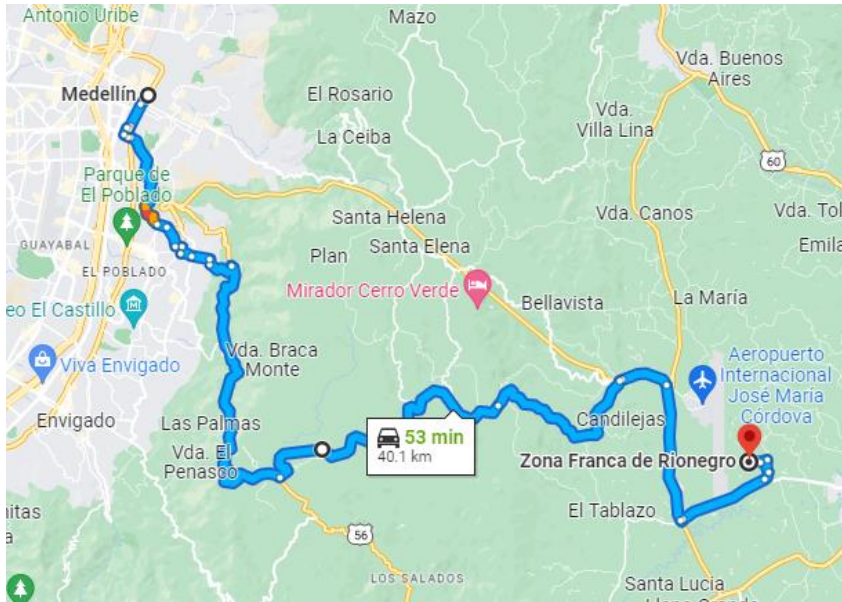 Antonio Uribe
Mazo
Medellín
El Rosario
La Ceiba
Vda. Buenos
Aires
Vda.
Villa Lina
60
Parque de
El Poblado
GUAYABAL
EL POBLADO
Santa Helena
Plan
Santa Elena
Vda. Canos
Vda. Tol
Emila
eo El Castillo
Mirador Cerro Verde
Bellavista
La María
Viva Envigado
Vda. Braca
Monte
Aeropuerto
Internacional
José María
Córdova
Envigado
Las Palmas
Vda. El
Penasco
53 min
40.1 km
Candilejas
Zona Franca de Rionegro
El Tablazo
nitas
a
56
LOS SALADOS
Santa Lucia